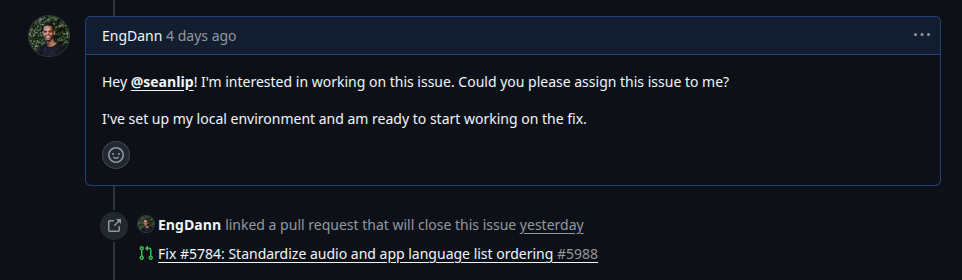 EngDann 4 days ago
Hey @seanlip! I'm interested in working on this issue. Could you please assign this issue to me?
I've set up my local environment and am ready to start working on the fix.
EngDann linked a pull request that will close this issue yesterday
Fix #5784: Standardize audio and app language list ordering #5988